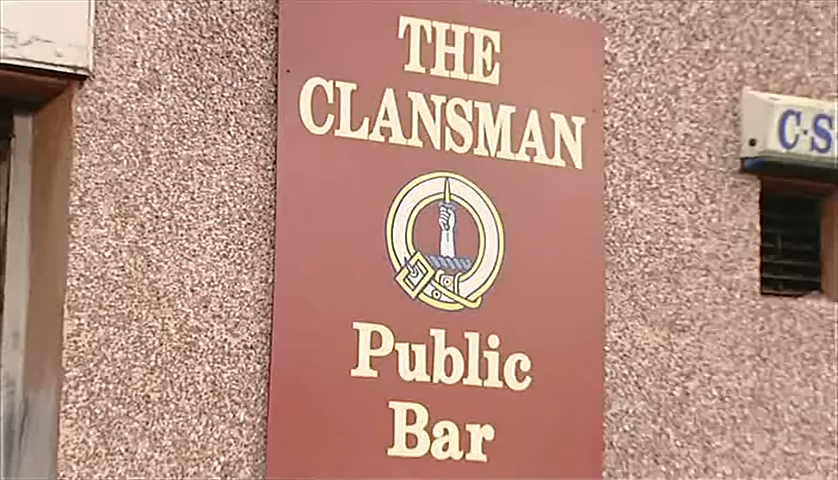 THE
CLANSMAN
Public
Bar
C·S